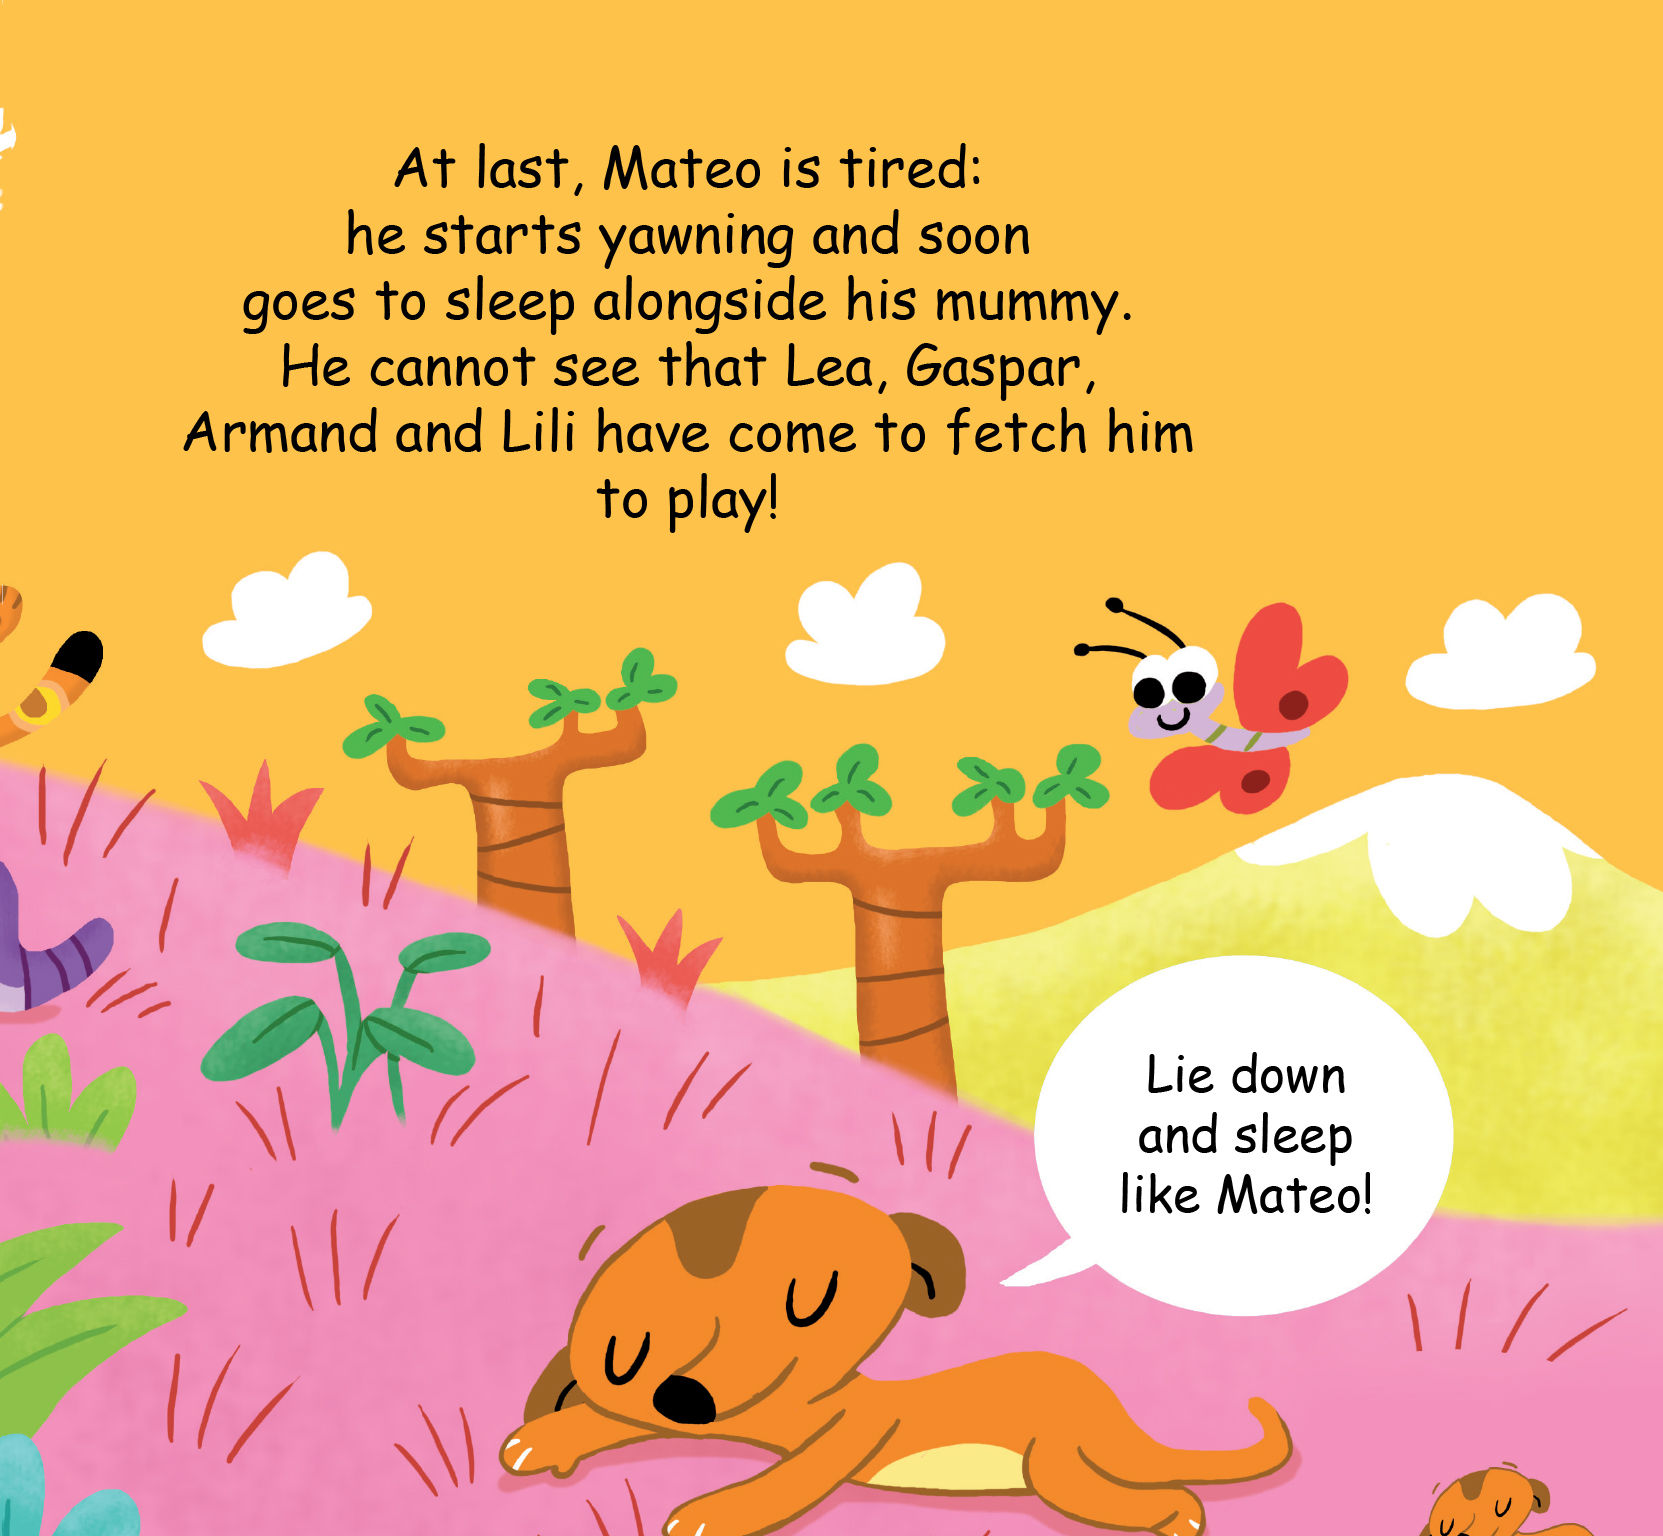 At last, Mateo is tired:
he starts yawning and soon
goes to sleep alongside his mummy.
He cannot see that Lea, Gaspar,
Armand and Lili have come to fetch him
to play!
Lie down
and sleep
like Mateo!